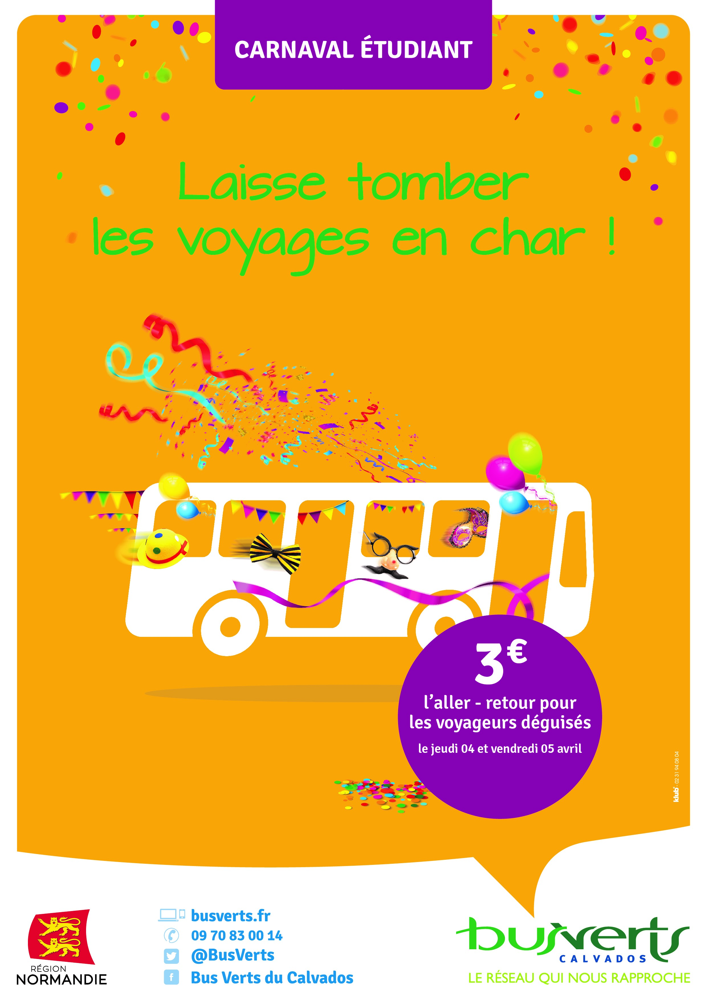 CARNAVAL ÉTUDIANT
Laisse tomber
les voyages en char !
3€
l'aller - retour pour
les voyageurs déguisés
le jeudi 04 et vendredi 05 avril
klub® - 02 31 94 08 04
busverts.fr
09 70 83 00 14
@BusVerts
Bus Verts du Calvados
RÉGION
NORMANDIE
busverts
CALVADOS
LE RÉSEAU QUI NOUS RAPPROCHE